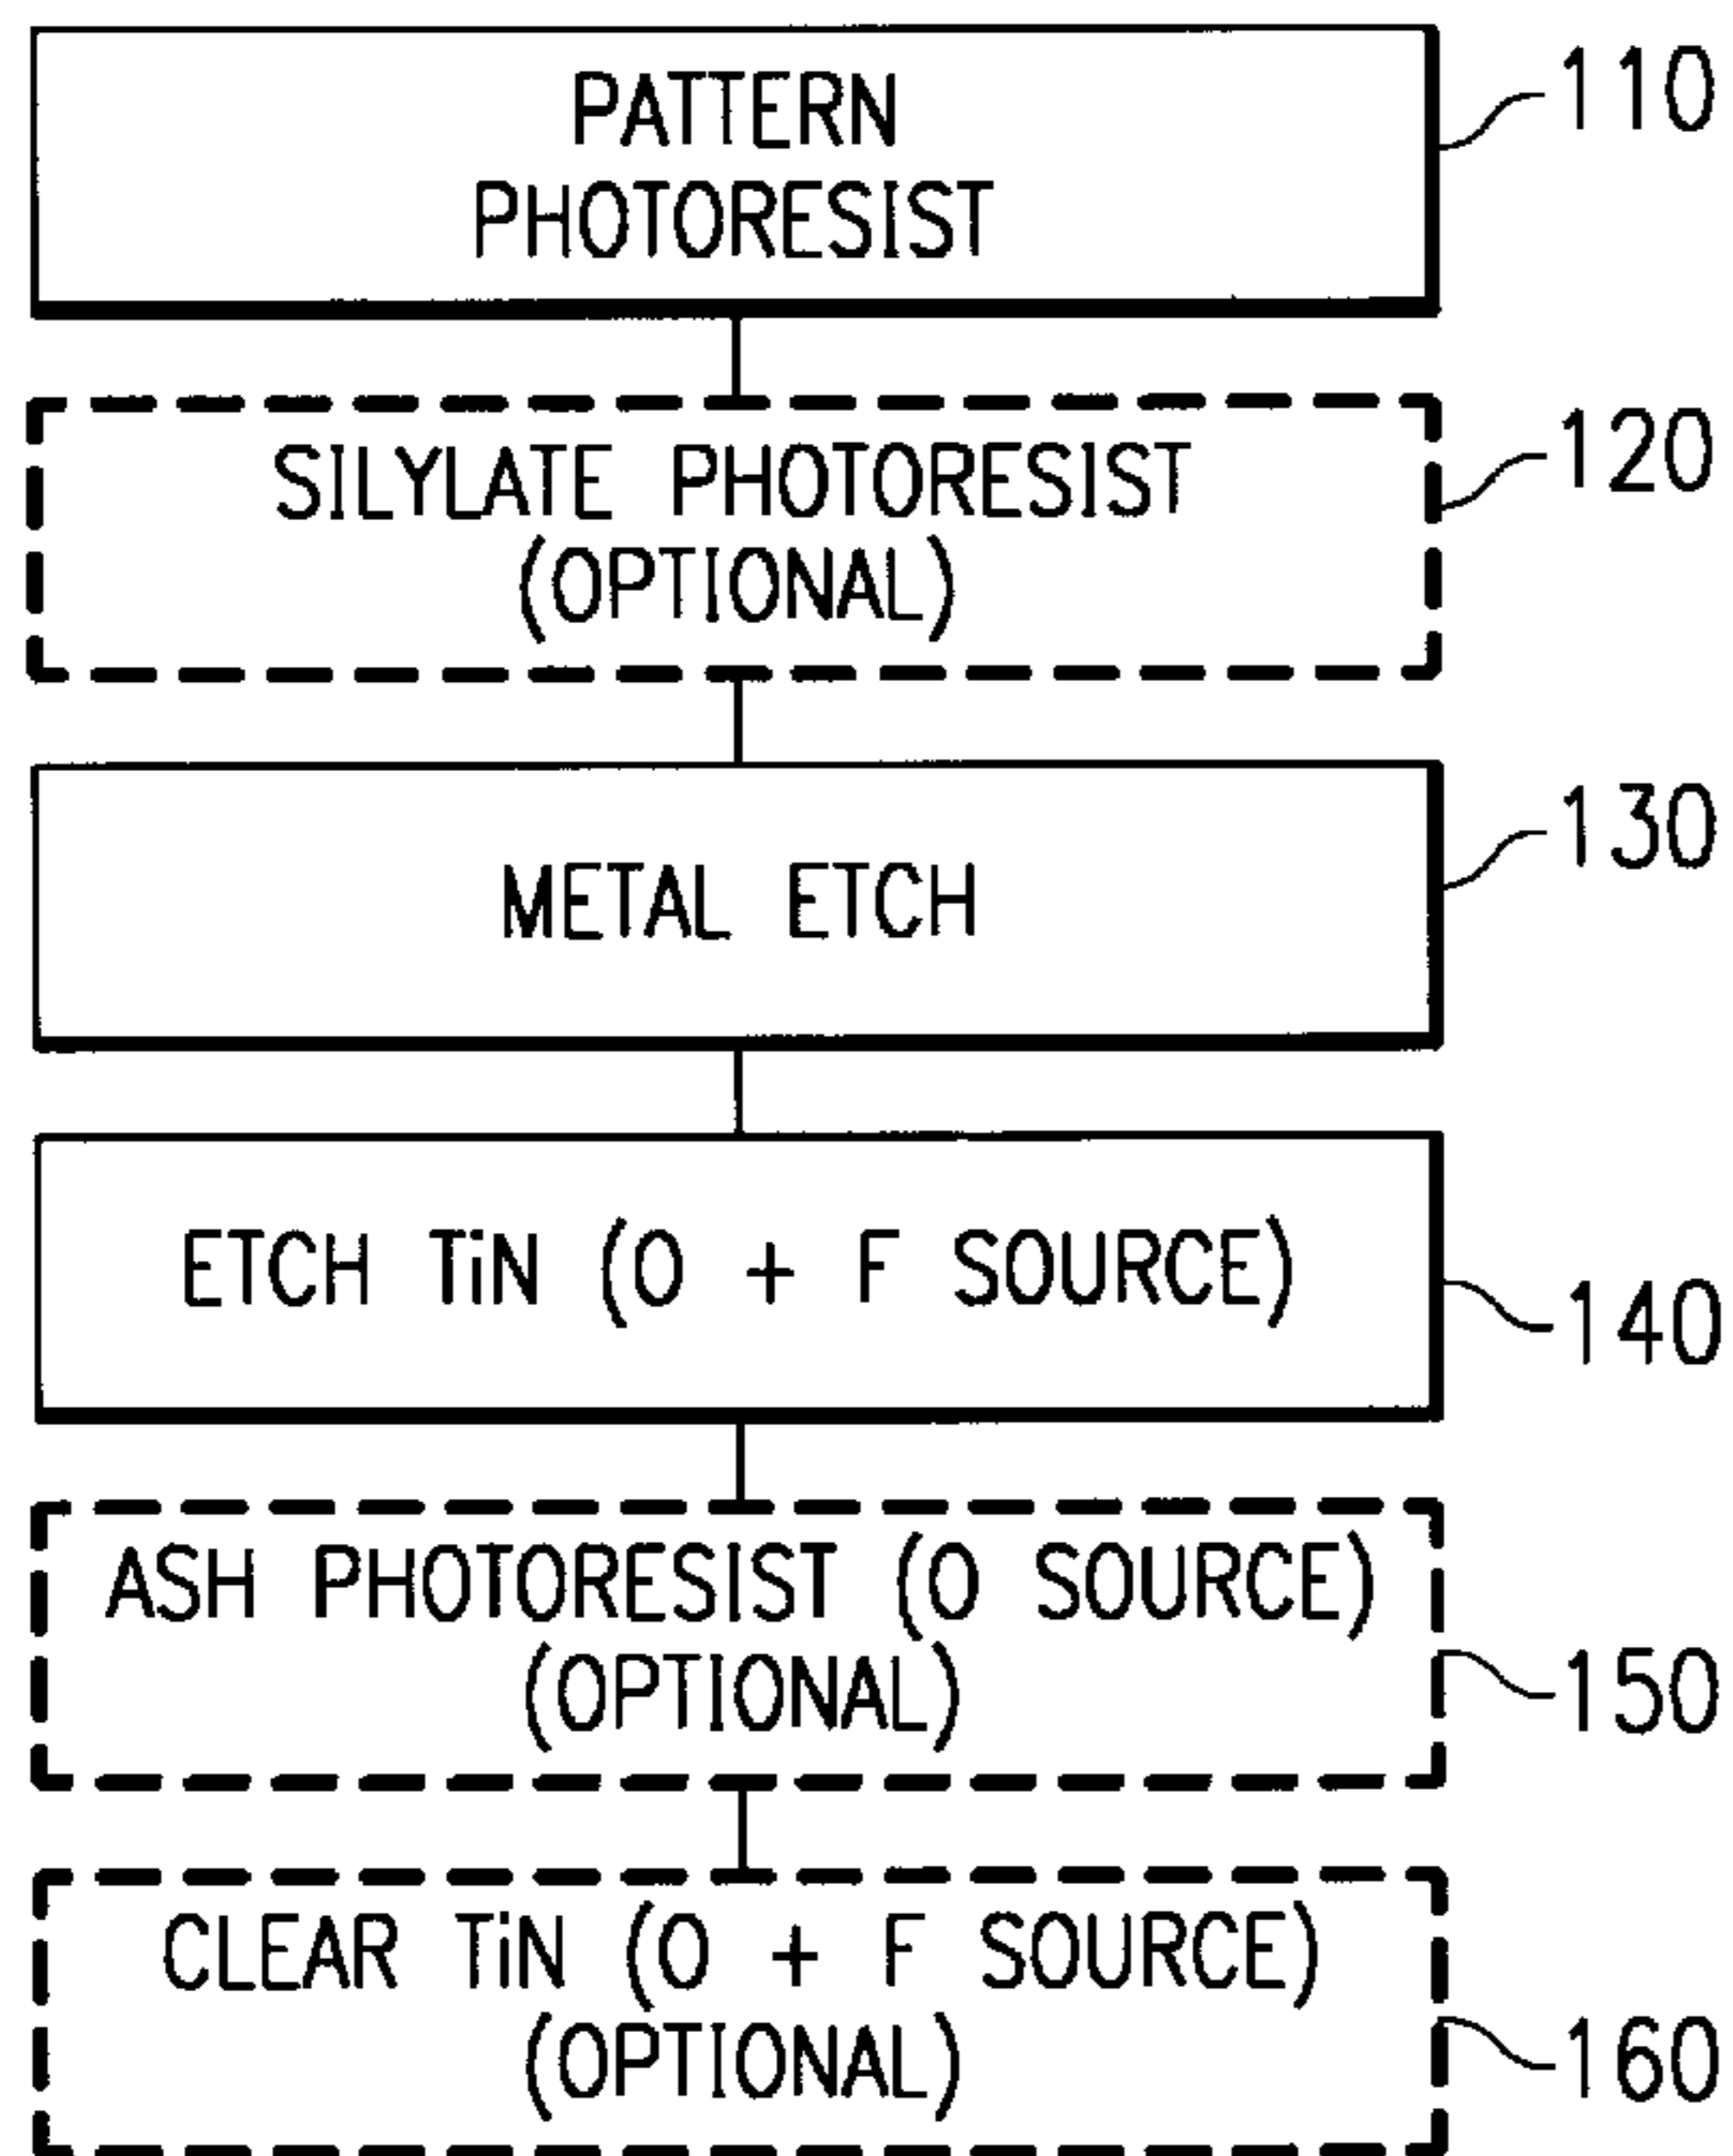 PATTERN
PHOTORESIST
110
SILYLATE PHOTORESIST
(OPTIONAL)
120
METAL ETCH
130
ETCH TiN (O + F SOURCE)
140
ASH PHOTORESIST (O SOURCE)
(OPTIONAL)
150
CLEAR TiN (O + F SOURCE)
(OPTIONAL)
160